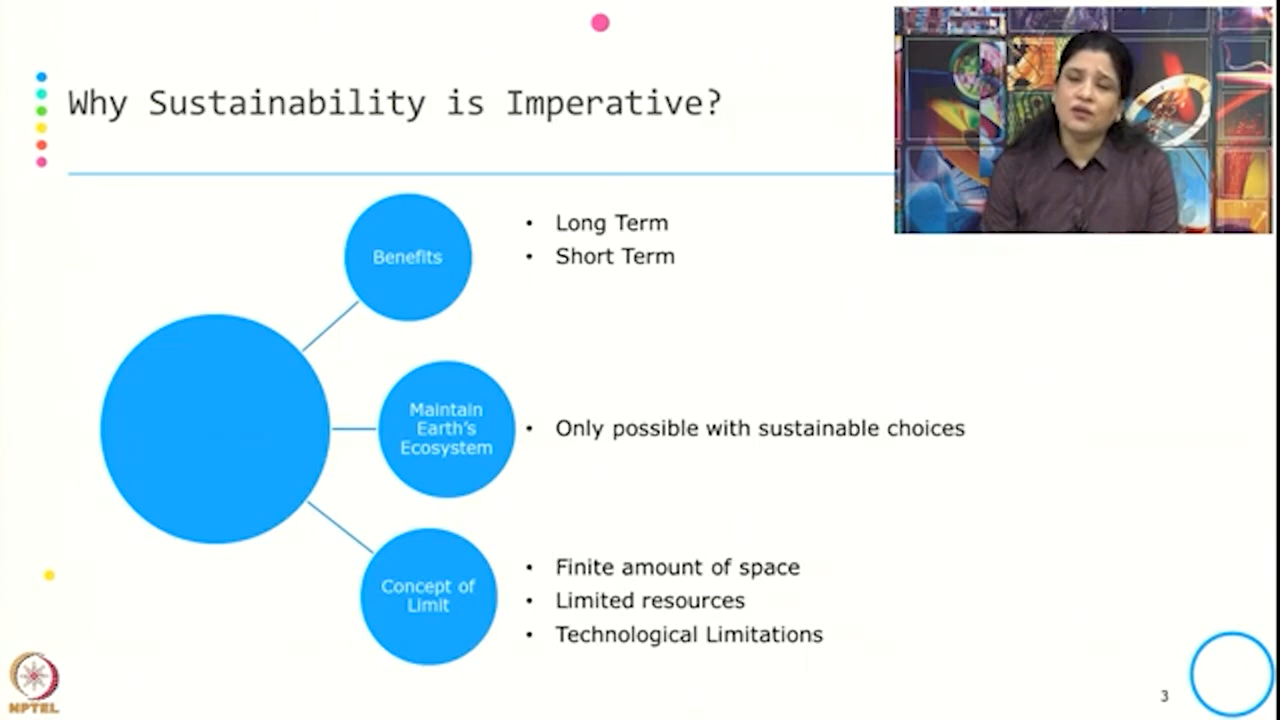 Why Sustainability is Imperative?
Benefits
• Long Term
• Short Term
Maintain
Earth's
Ecosystem
• Only possible with sustainable choices
Concept of
Limit
• Finite amount of space
• Limited resources
• Technological Limitations
NPTEL
3